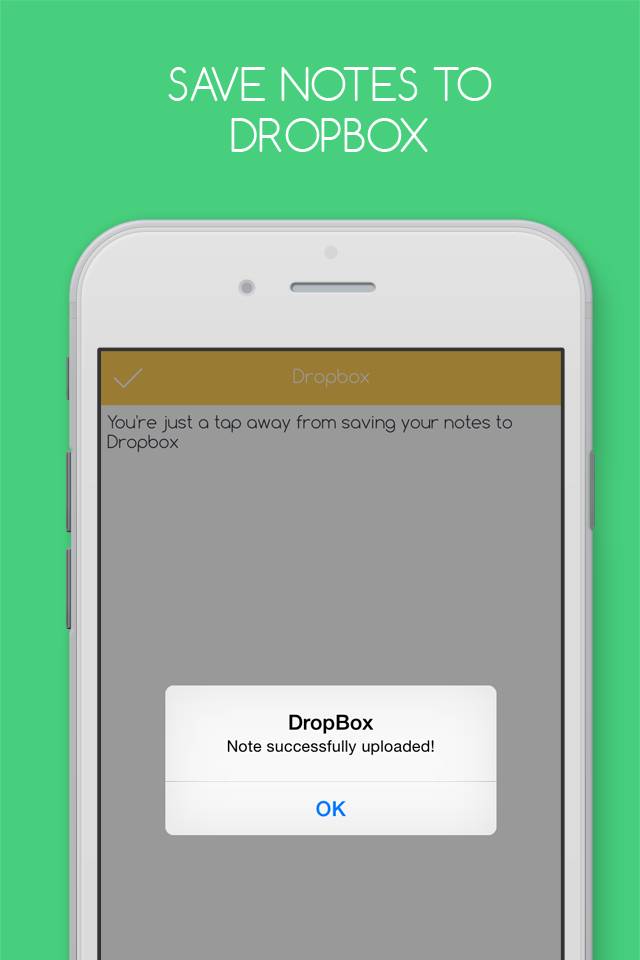 SAVE NOTES TO
DROPBOX
Dropbox
You're just a tap away from saving your notes to
Dropbox
DropBox
Note successfully uploaded!
OK